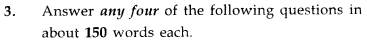 3. Answer any four of the following questions in
about 150 words each.